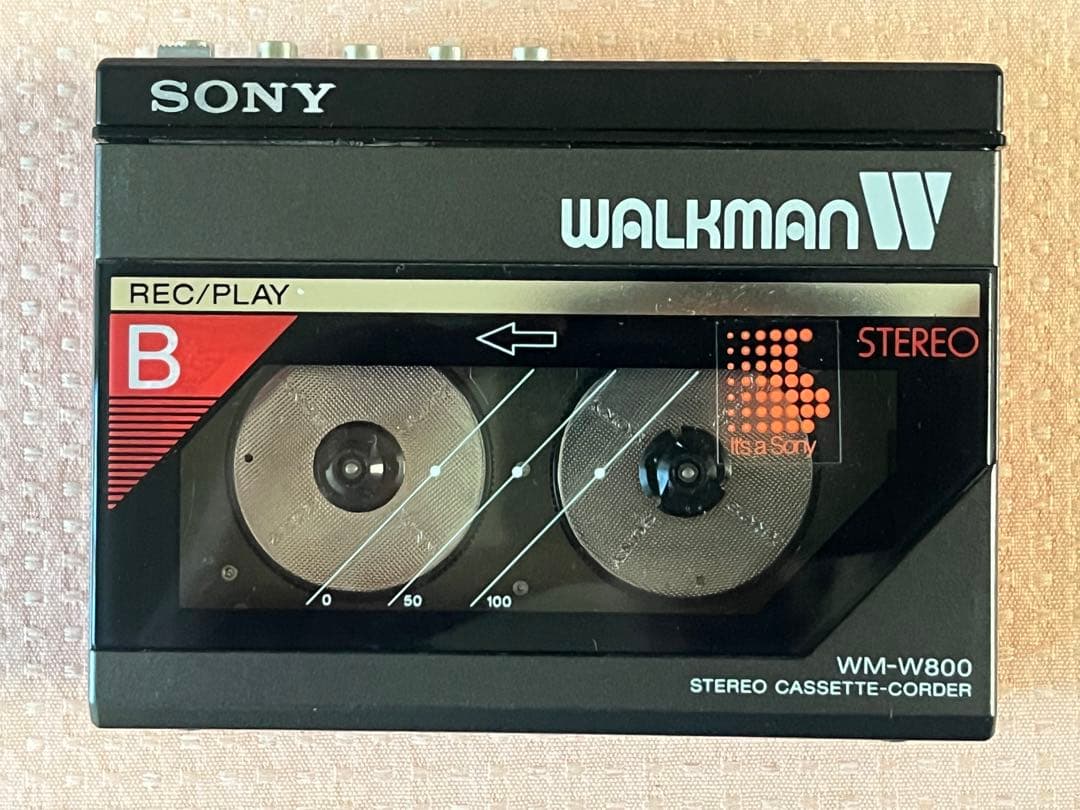 SONY
WALKMAN W
REC/PLAY
B
STEREO
It's a Sony
0 50 100
WM-W800
STEREO CASSETTE-CORDER